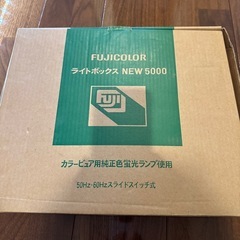 FUJICOLOR
ライトボックス NEW 5000
FUJI
カラーピュア用純正色蛍光ランプ使用
50Hz-60Hzスライドスイッチ式